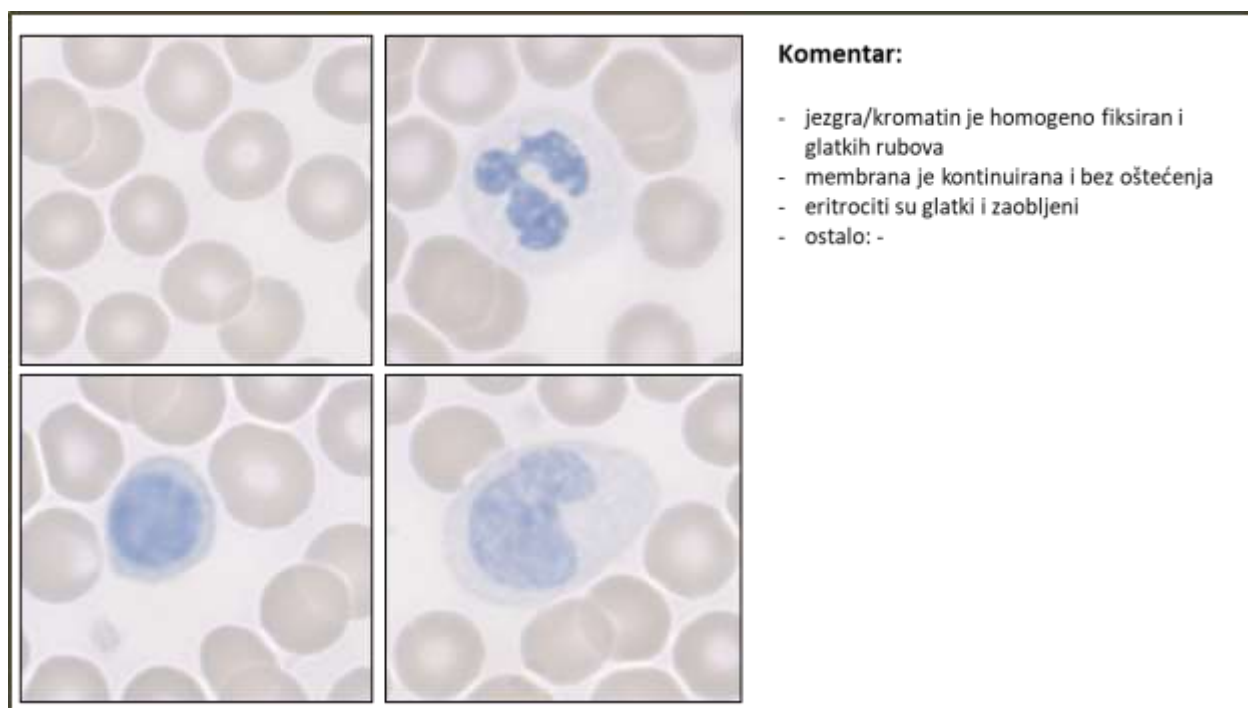 Komentar:
- jezgra/kromatin je homogeno fiksiran i
glatkih rubova
- membrana je kontinuirana i bez oštećenja
- eritrociti su glatki i zaobljeni
- ostalo: -